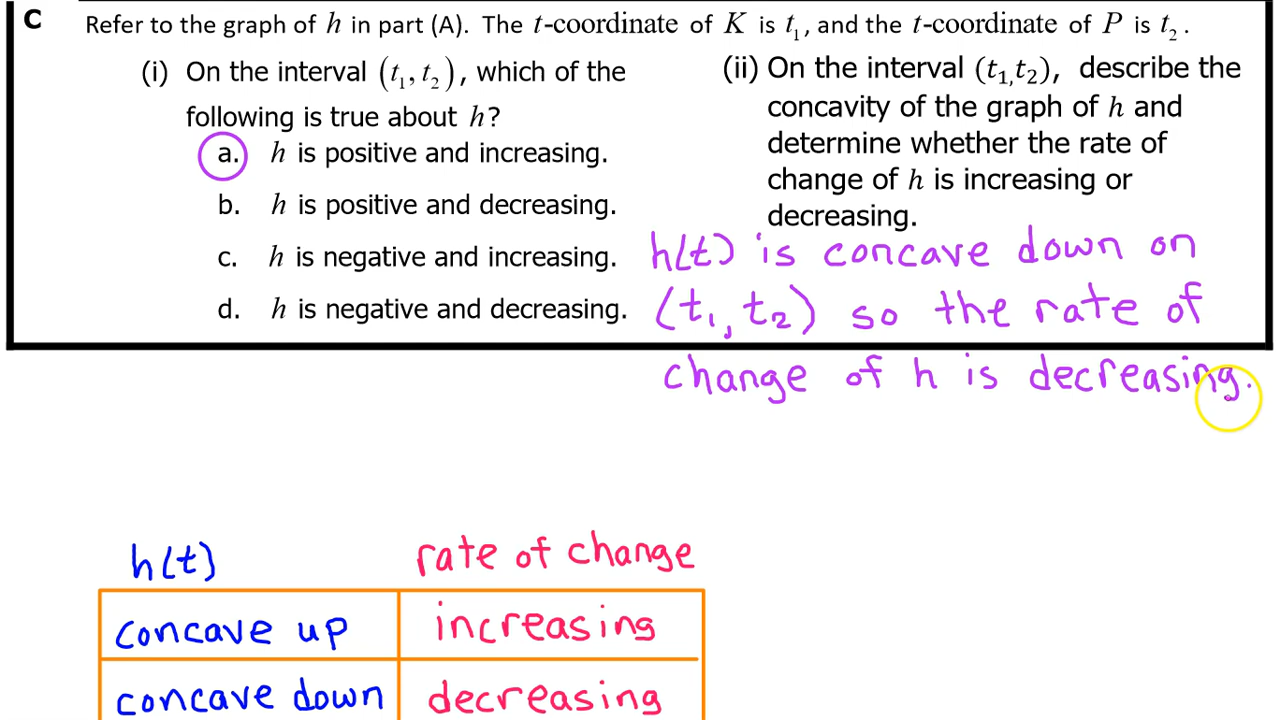 C Refer to the graph of h in part (A). The t-coordinate of K is t₁, and the t-coordinate of P is t₂.
(i) On the interval (t₁, t₂), which of the
following is true about h?
a. h is positive and increasing.
b. h is positive and decreasing.
c. h is negative and increasing.
d. h is negative and decreasing.
(ii) On the interval (t₁,t₂), describe the
concavity of the graph of h and
determine whether the rate of
change of h is increasing or
decreasing.
h(t) is concave down on
(t₁, t₂) so the rate of
change of h is decreasing.
h(t) rate of change
concave up increasing
concave down decreasing